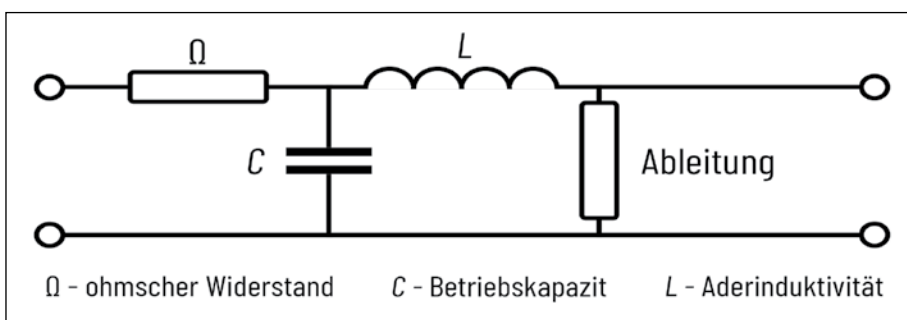 Ω
L
C
Ableitung
Ω - ohmscher Widerstand C - Betriebskapazit L - Aderinduktivität